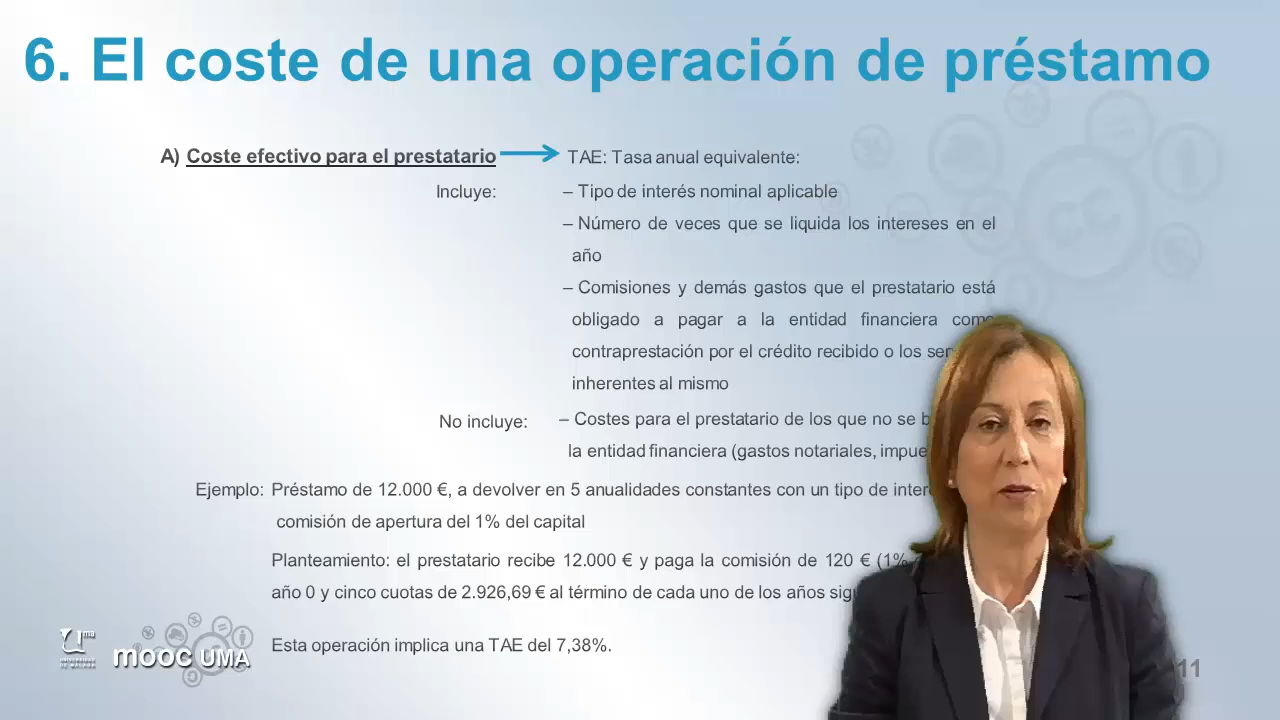 6. El coste de una operación de préstamo
A) Coste efectivo para el prestatario
TAE: Tasa anual equivalente:
Incluye:
– Tipo de interés nominal aplicable
– Número de veces que se liquida los intereses en el
año
– Comisiones y demás gastos que el prestatario está
obligado a pagar a la entidad financiera como
contraprestación por el crédito recibido o los
inherentes al mismo
No incluye:
– Costes para el prestatario de los que no se
la entidad financiera (gastos notariales,
Ejemplo: Préstamo de 12.000 €, a devolver en 5 anualidades constantes con un tipo de
comisión de apertura del 1% del capital
Planteamiento: el prestatario recibe 12.000 € y paga la comisión de 120 € (1%
año 0 y cinco cuotas de 2.926,69 € al término de cada uno de los años
Esta operación implica una TAE del 7,38%.
mooc UMA
11